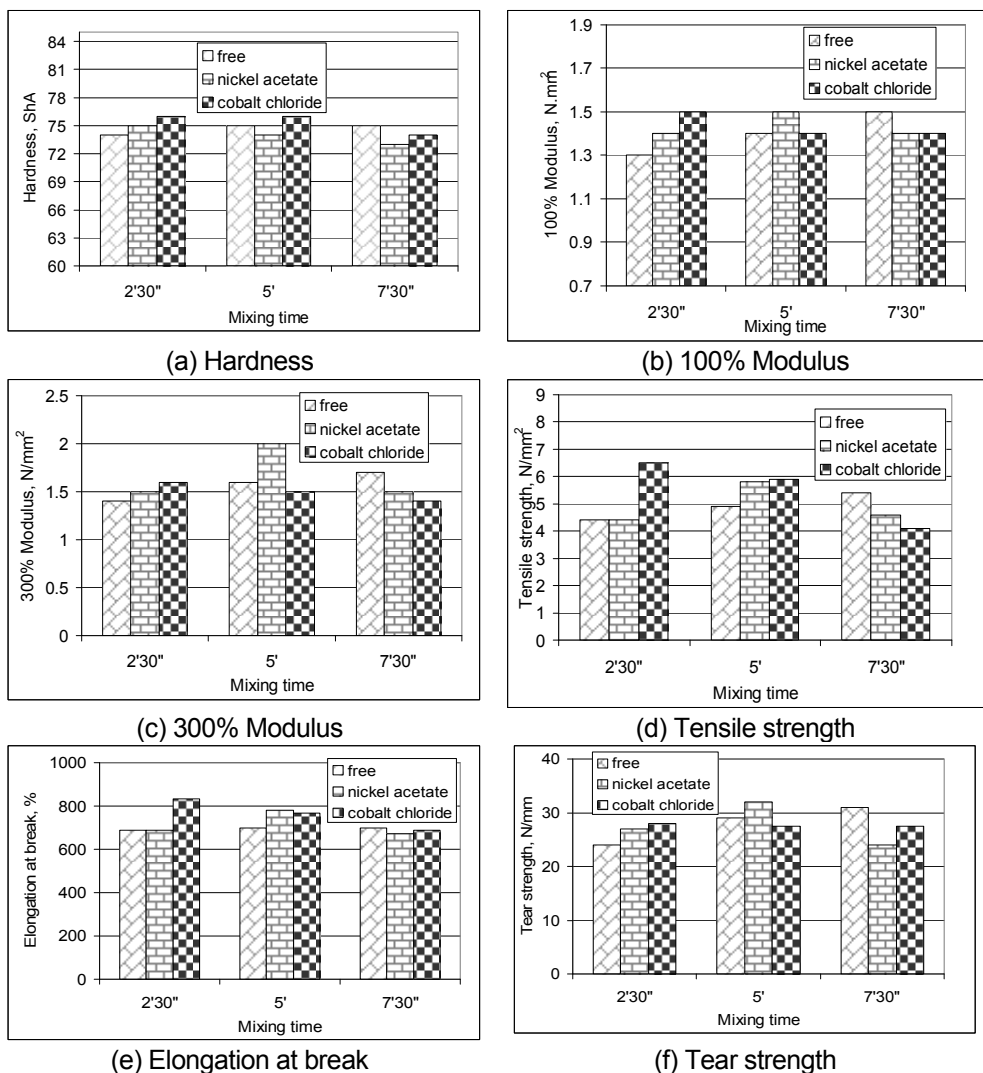 84
81
78
75
72
69
66
63
60
Hardness, ShA
free
nickel acetate
cobalt chloride
2'30"
5'
7'30"
Mixing time
(a) Hardness
1.9
1.7
1.5
1.3
1.1
0.9
0.7
100% Modulus, N.mm²
free
nickel acetate
cobalt chloride
2'30"
5'
7'30"
Mixing time
(b) 100% Modulus
2.5
2
1.5
1
0.5
0
300% Modulus, N/mm²
free
nickel acetate
cobalt chloride
2'30"
5'
7'30"
Mixing time
(c) 300% Modulus
9
8
7
6
5
4
3
2
1
0
Tensile strength, N/mm²
free
nickel acetate
cobalt chloride
2'30"
5'
7'30"
Mixing time
(d) Tensile strength
1000
800
600
400
200
0
Elongation at break, %
free
nickel acetate
cobalt chloride
2'30"
5'
7'30"
Mixing time
(e) Elongation at break
40
30
20
10
0
Tear strength, N/mm
free
nickel acetate
cobalt chloride
2'30"
5'
7'30"
Mixing time
(f) Tear strength